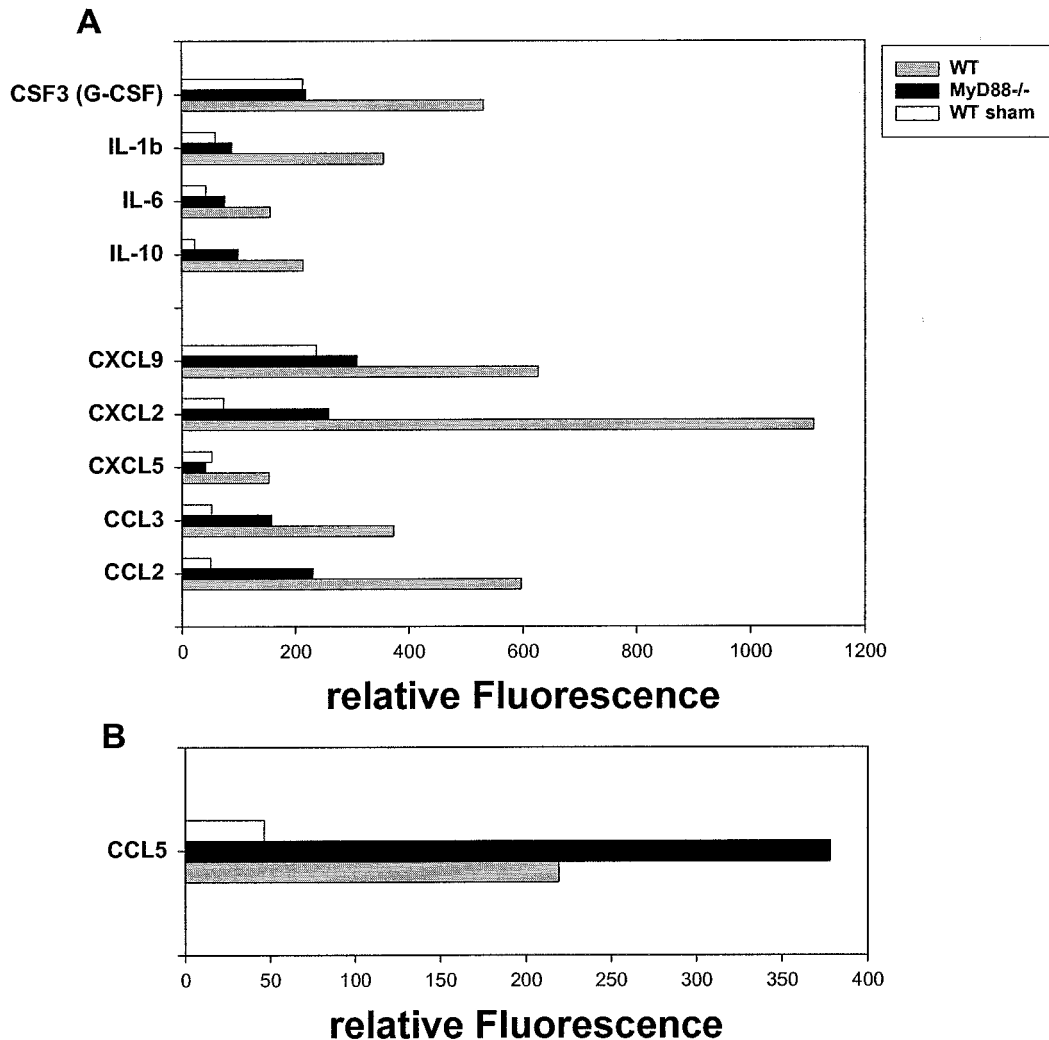 A
CSF3 (G-CSF)
IL-1b
IL-6
IL-10
CXCL9
CXCL2
CXCL5
CCL3
CCL2
0 200 400 600 800 1000 1200
relative Fluorescence
WT
MyD88-/-
WT sham
B
CCL5
0 50 100 150 200 250 300 350 400
relative Fluorescence